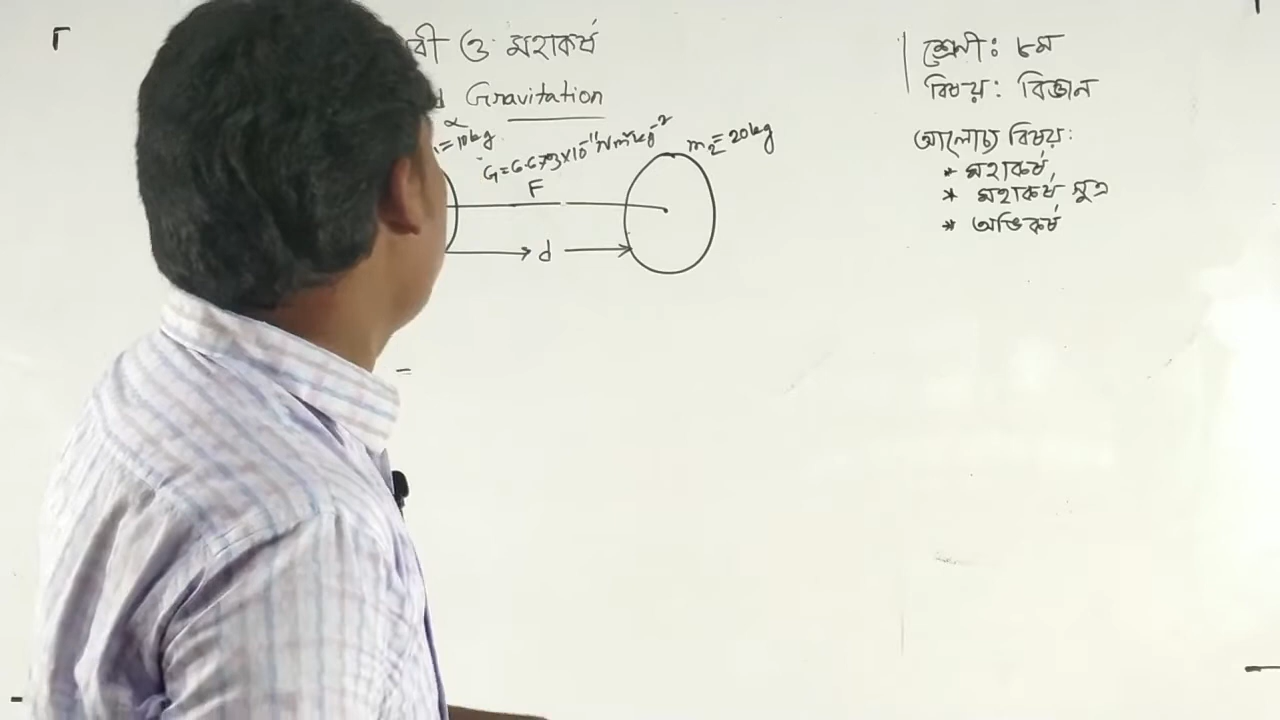 বী ও মহাকর্ষ
d Gravitation
= 10kg
G = 6.673×10⁻¹¹Nm²kg⁻²
m₂ = 20kg
F
d
শ্রেণী: ৮ম
বিষয়: বিজ্ঞান
আলোচ্য বিষয়:
* মহাকর্ষ,
* মহাকর্ষ সূত্র
* অভিকর্ষ